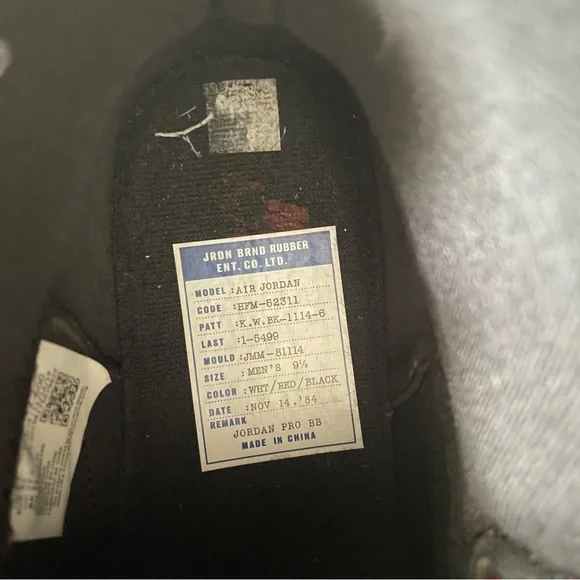 JRDN BRND RUBBER
ENT. CO. LTD.
MODEL :AIR JORDAN
CODE :HFM-52311
PATT :K.W.BK-1114-6
LAST :1-5499
MOULD :JMM-81114
SIZE :MEN'S 9½
COLOR :WHT/RED/BLACK
DATE :NOV 14.'84
REMARK
JORDAN PRO BB
MADE IN CHINA